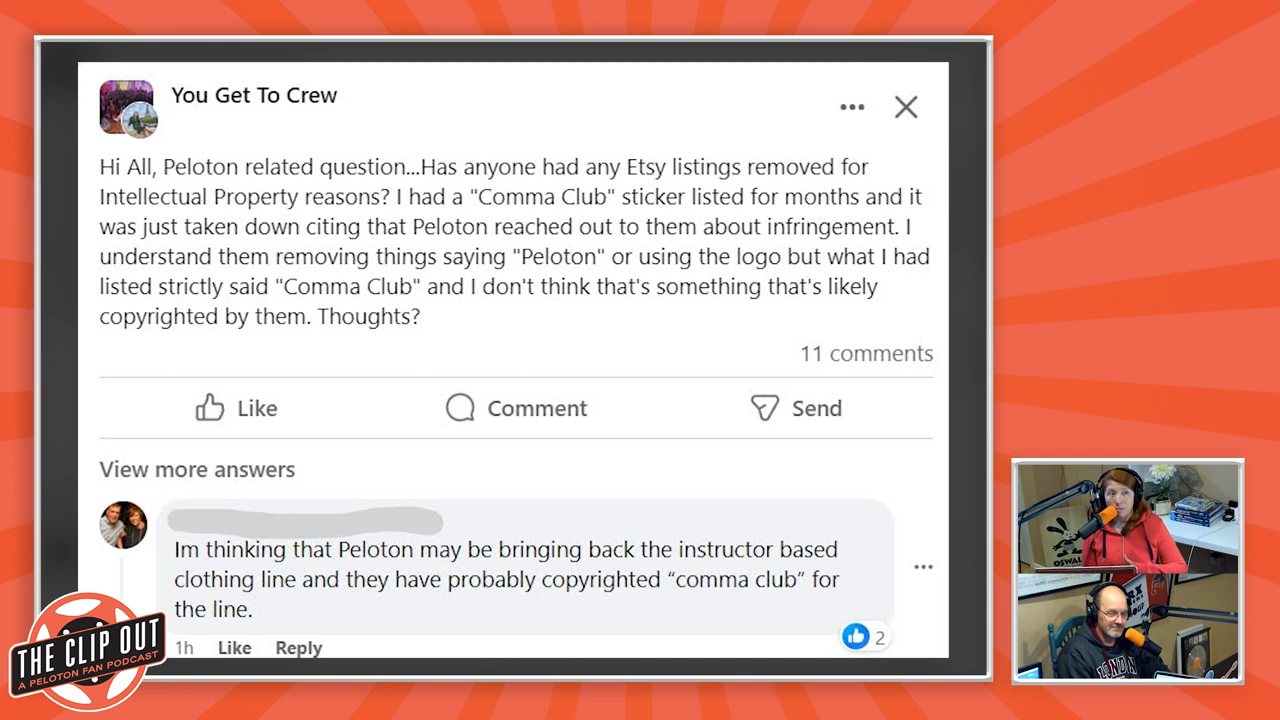 You Get To Crew
Hi All, Peloton related question...Has anyone had any Etsy listings removed for
Intellectual Property reasons? I had a "Comma Club" sticker listed for months and it
was just taken down citing that Peloton reached out to them about infringement. I
understand them removing things saying "Peloton" or using the logo but what I had
listed strictly said "Comma Club" and I don't think that's something that's likely
copyrighted by them. Thoughts?
11 comments
Like Comment Send
View more answers
Im thinking that Peloton may be bringing back the instructor based
clothing line and they have probably copyrighted “comma club” for
the line.
2
1h Like Reply
THE CLIP OUT
A PELOTON FAN PODCAST
OSWAL
LONDON